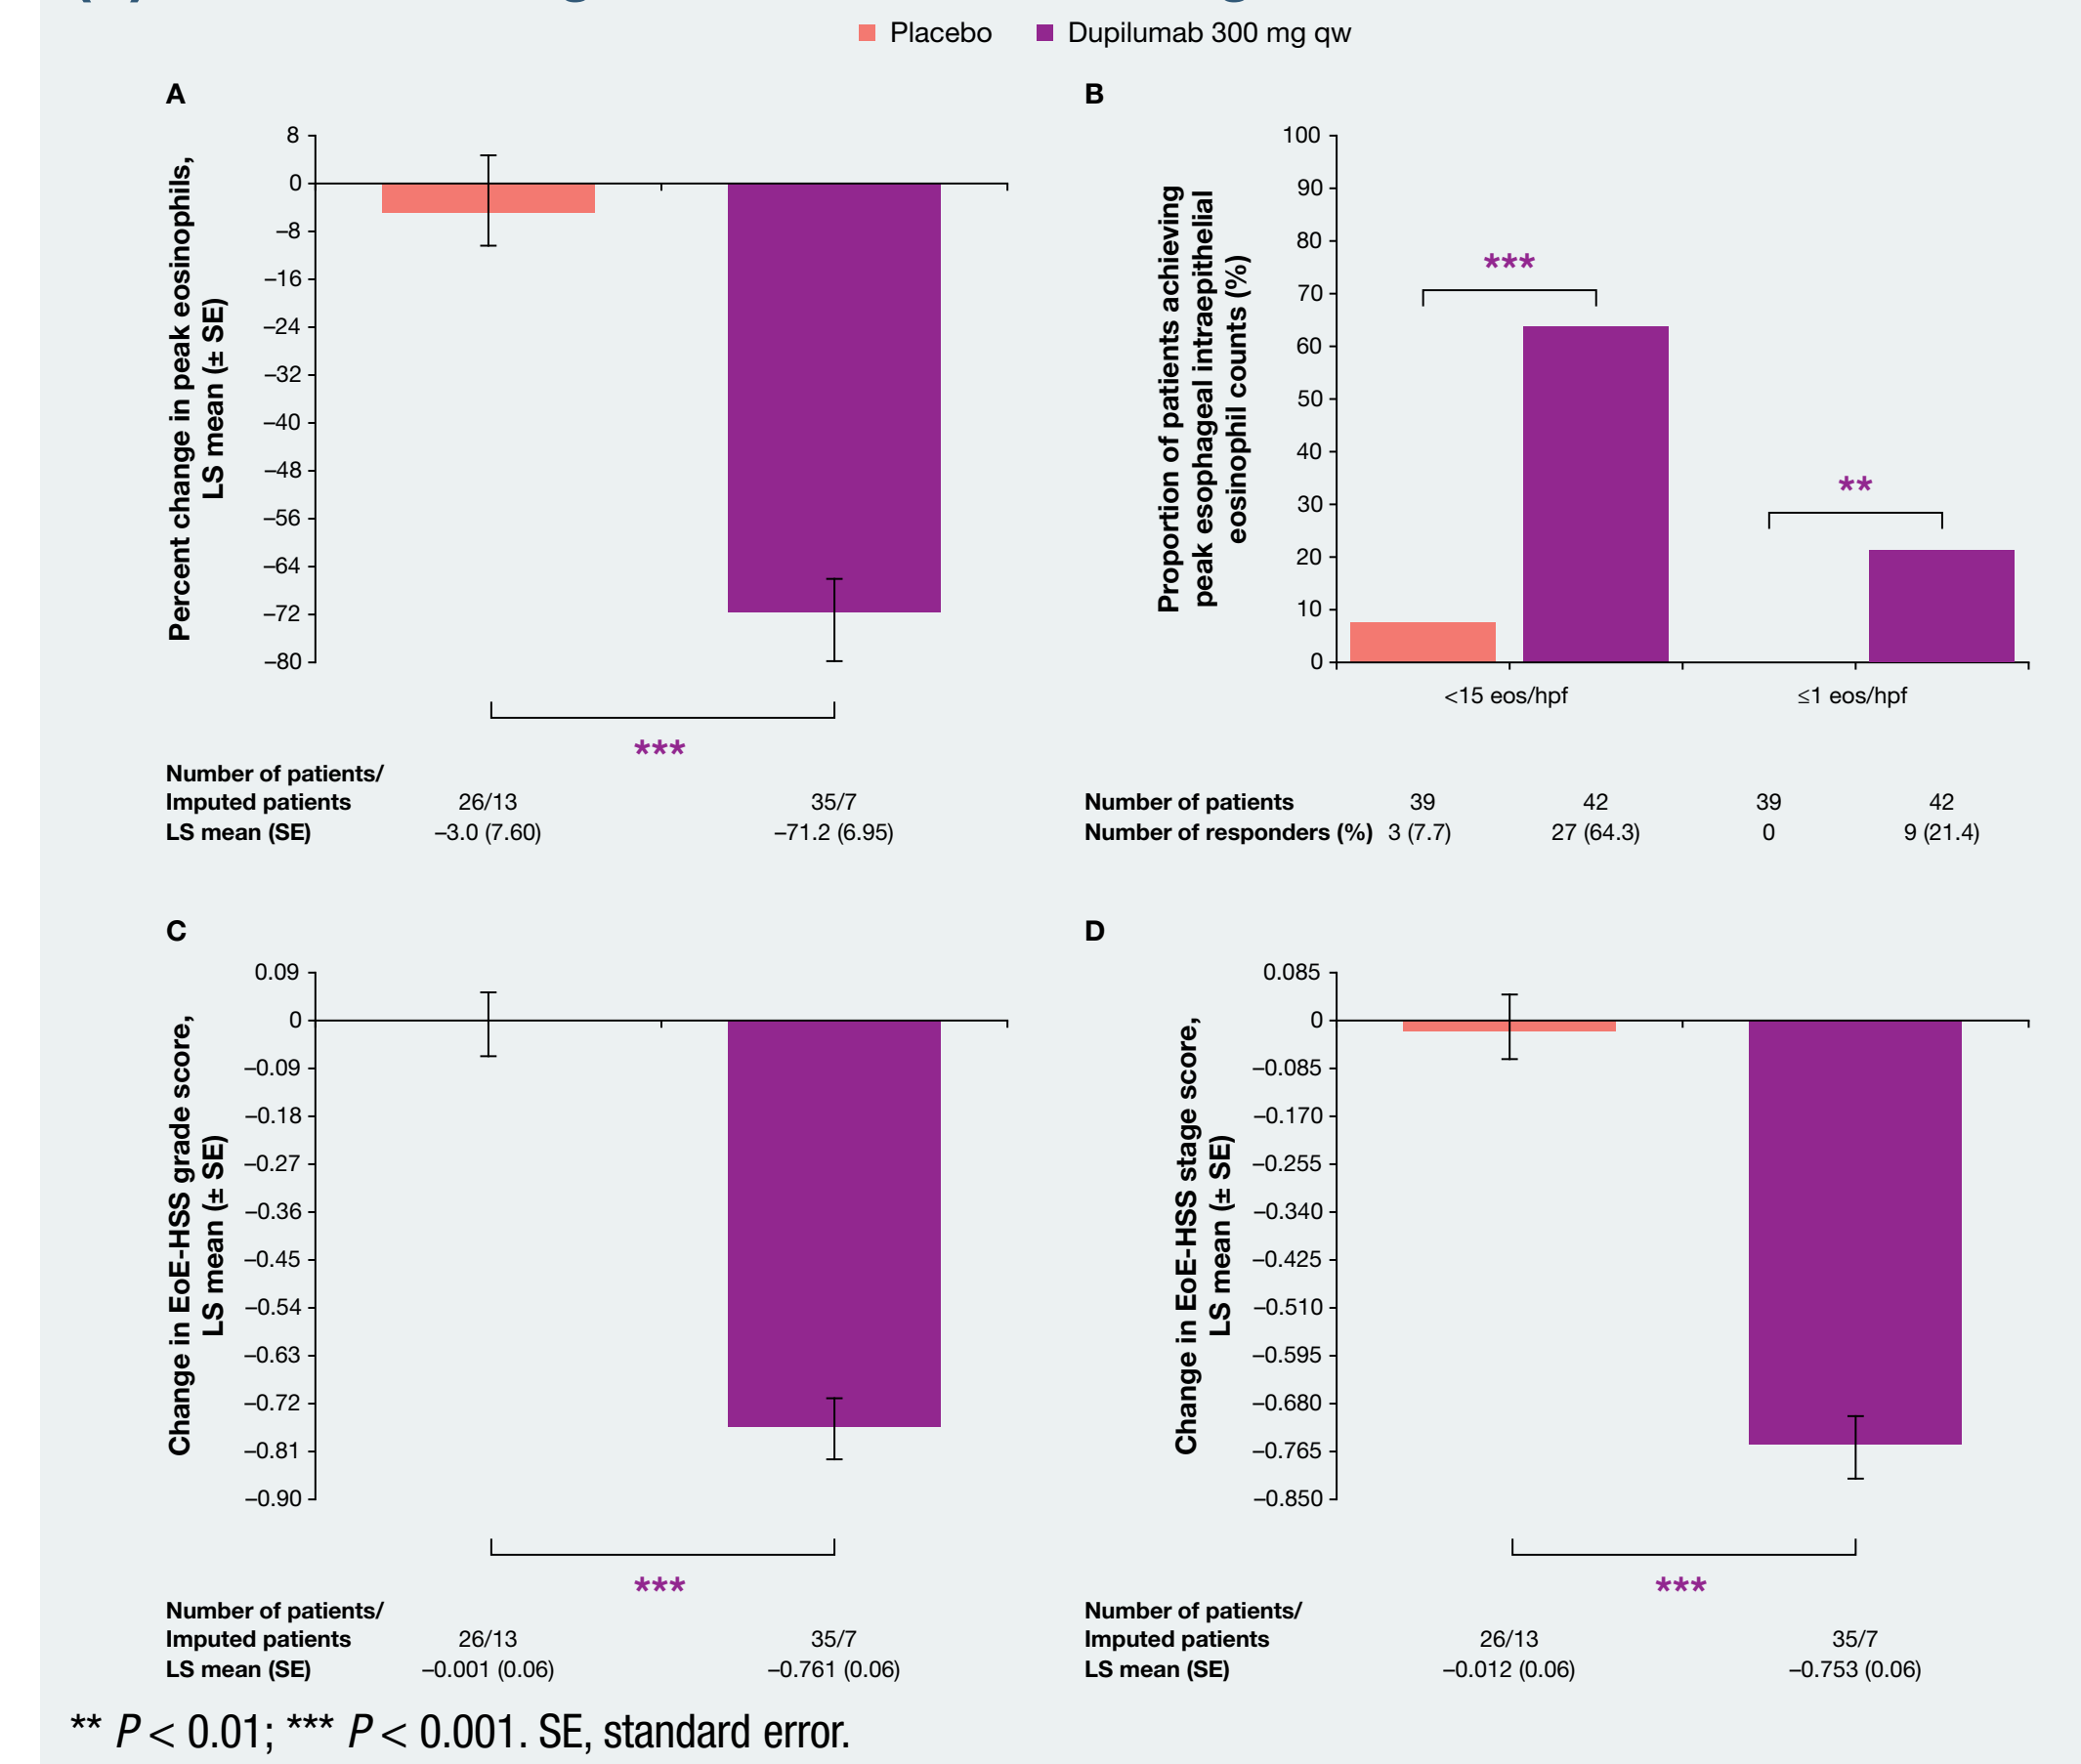 Placebo
Dupilumab 300 mg qw
A
Percent change in peak eosinophils,
LS mean (± SE)
8
0
–8
–16
–24
–32
–40
–48
–56
–64
–72
–80
***
Number of patients/
Imputed patients 26/13 35/7
LS mean (SE) –3.0 (7.60) –71.2 (6.95)
B
Proportion of patients achieving
peak esophageal intraepithelial
eosinophil counts (%)
100
90
80
70
60
50
40
30
20
10
0
***
**
<15 eos/hpf ≤1 eos/hpf
Number of patients 39 42 39 42
Number of responders (%) 3 (7.7) 27 (64.3) 0 9 (21.4)
C
Change in EoE-HSS grade score,
LS mean (± SE)
0.09
0
–0.09
–0.18
–0.27
–0.36
–0.45
–0.54
–0.63
–0.72
–0.81
–0.90
***
Number of patients/
Imputed patients 26/13 35/7
LS mean (SE) –0.001 (0.06) –0.761 (0.06)
D
Change in EoE-HSS stage score,
LS mean (± SE)
0.085
0
–0.085
–0.170
–0.255
–0.340
–0.425
–0.510
–0.595
–0.680
–0.765
–0.850
***
Number of patients/
Imputed patients 26/13 35/7
LS mean (SE) –0.012 (0.06) –0.753 (0.06)
** P < 0.01; *** P < 0.001. SE, standard error.